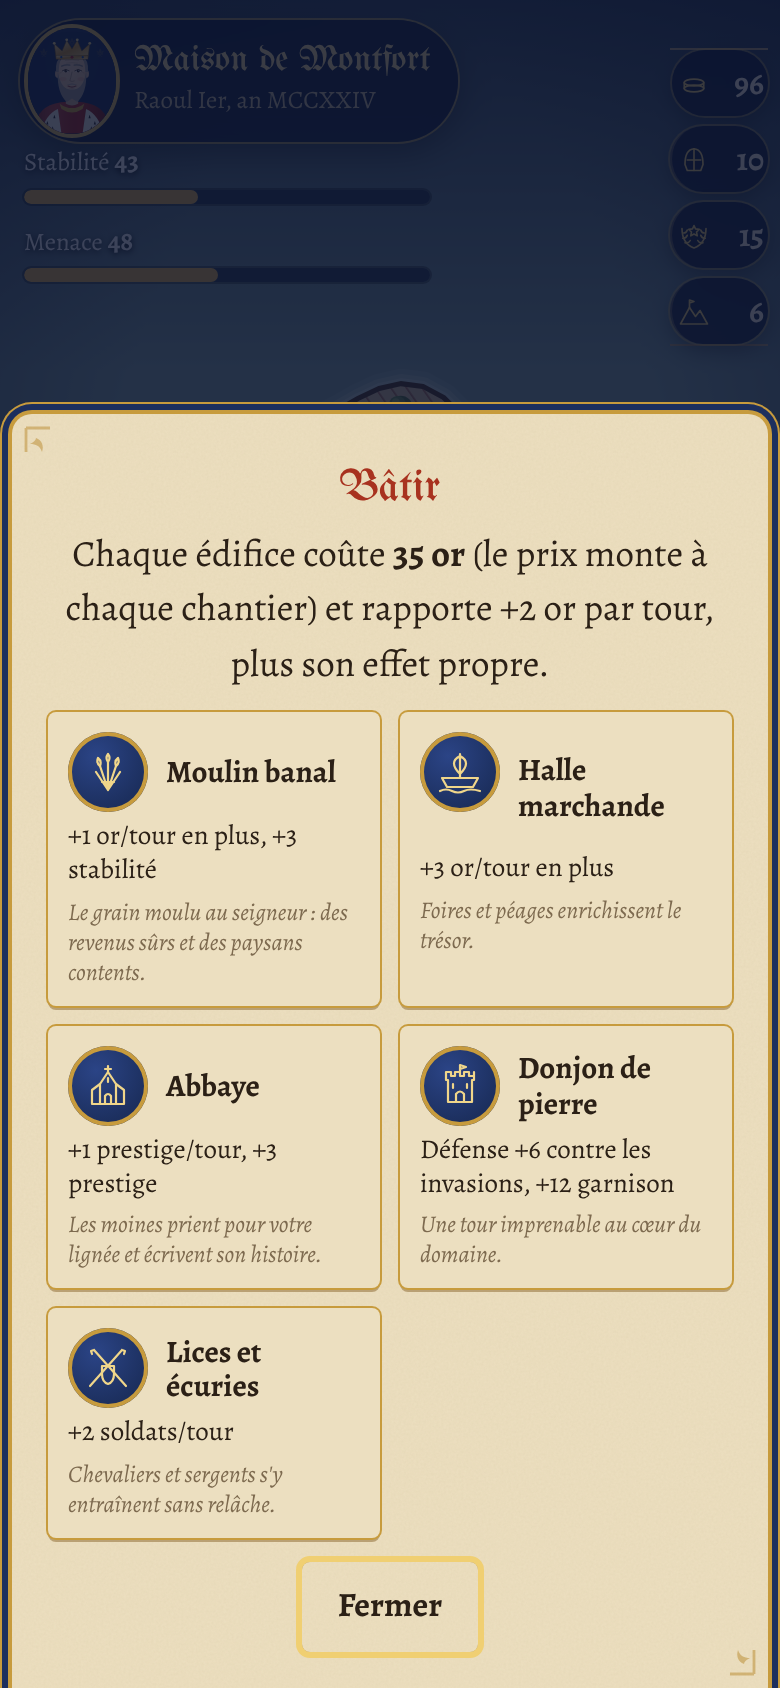 Maison de Montfort
Raoul Ier, an MCCXXIV
Stabilité 43
Menace 48
96
10
15
6
Bâtir
Chaque édifice coûte 35 or (le prix monte à
chaque chantier) et rapporte +2 or par tour,
plus son effet propre.
Moulin banal
+1 or/tour en plus, +3
stabilité
Le grain moulu au seigneur : des
revenus sûrs et des paysans
contents.
Halle
marchande
+3 or/tour en plus
Foires et péages enrichissent le
trésor.
Abbaye
+1 prestige/tour, +3
prestige
Les moines prient pour votre
lignée et écrivent son histoire.
Donjon de
pierre
Défense +6 contre les
invasions, +12 garnison
Une tour imprenable au cœur du
domaine.
Lices et
écuries
+2 soldats/tour
Chevaliers et sergents s'y
entraînent sans relâche.
Fermer